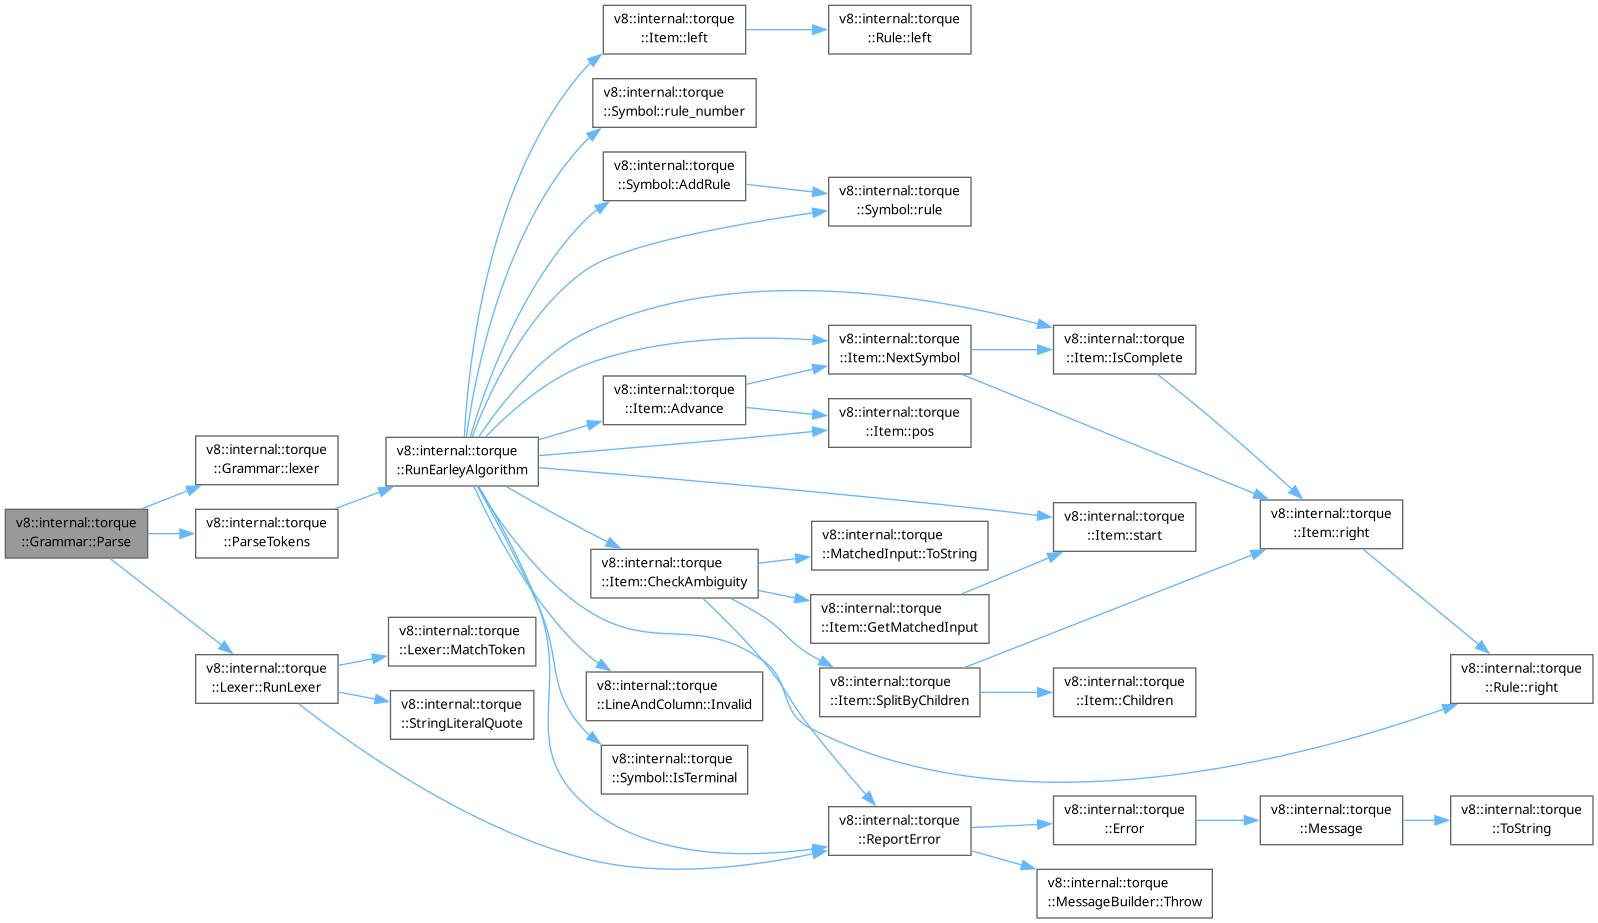 v8::internal::torque
::Grammar::Parse
v8::internal::torque
::Grammar::lexer
v8::internal::torque
::ParseTokens
v8::internal::torque
::Lexer::RunLexer
v8::internal::torque
::RunEarleyAlgorithm
v8::internal::torque
::Lexer::MatchToken
v8::internal::torque
::StringLiteralQuote
v8::internal::torque
::Item::left
v8::internal::torque
::Symbol::rule_number
v8::internal::torque
::Symbol::AddRule
v8::internal::torque
::Item::Advance
v8::internal::torque
::Item::CheckAmbiguity
v8::internal::torque
::LineAndColumn::Invalid
v8::internal::torque
::Symbol::IsTerminal
v8::internal::torque
::Rule::left
v8::internal::torque
::Symbol::rule
v8::internal::torque
::Item::NextSymbol
v8::internal::torque
::Item::pos
v8::internal::torque
::MatchedInput::ToString
v8::internal::torque
::Item::GetMatchedInput
v8::internal::torque
::Item::SplitByChildren
v8::internal::torque
::ReportError
v8::internal::torque
::Item::IsComplete
v8::internal::torque
::Item::start
v8::internal::torque
::Item::Children
v8::internal::torque
::Error
v8::internal::torque
::MessageBuilder::Throw
v8::internal::torque
::Item::right
v8::internal::torque
::Message
v8::internal::torque
::Rule::right
v8::internal::torque
::ToString